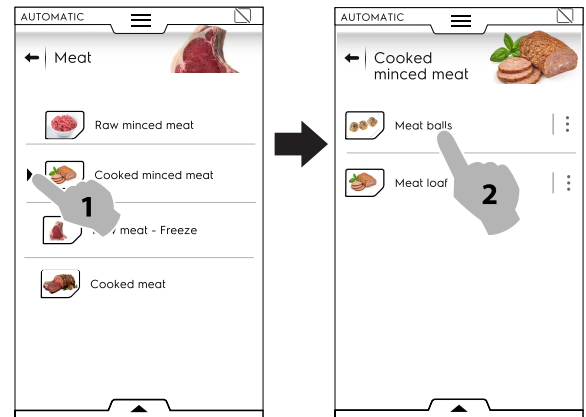 AUTOMATIC
Meat
Raw minced meat
Cooked minced meat
1
meat - Freeze
Cooked meat
AUTOMATIC
Cooked
minced meat
Meat balls
Meat loaf
2